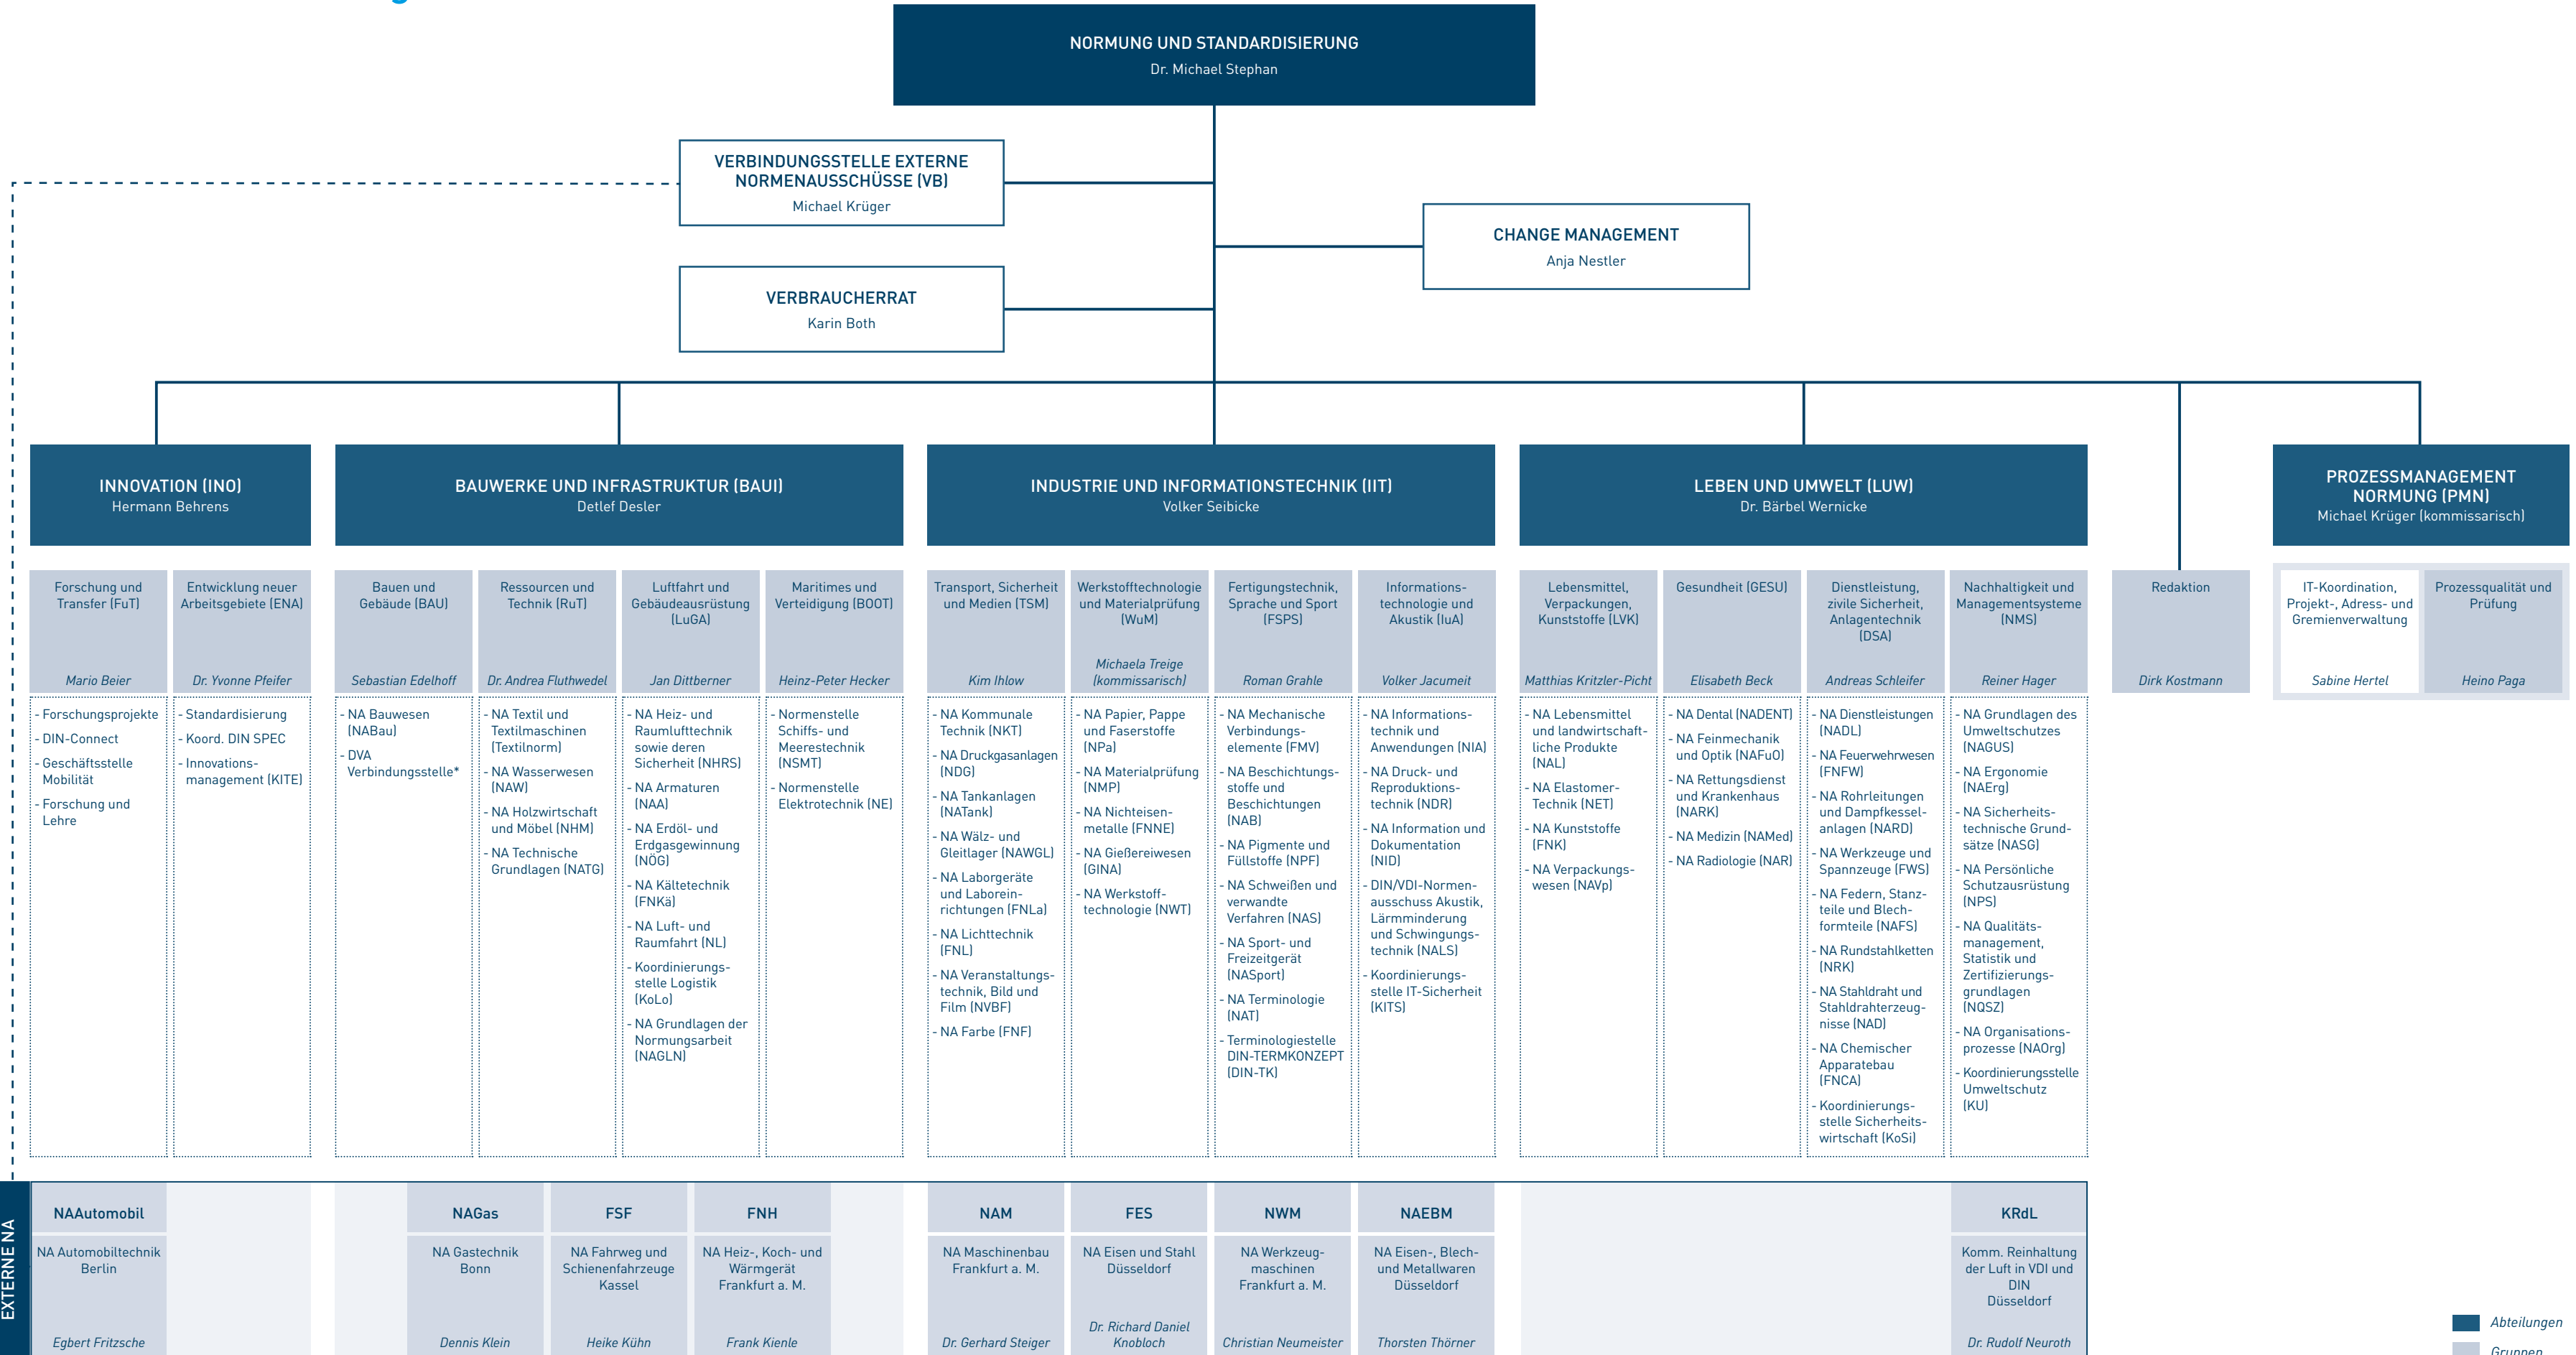 NORMUNG UND STANDARDISIERUNG
Dr. Michael Stephan
VERBINDUNGSSTELLE EXTERNE
NORMENAUSSCHÜSSE (VB)
Michael Krüger
CHANGE MANAGEMENT
Anja Nestler
VERBRAUCHERRAT
Karin Both
INNOVATION (INO)
Hermann Behrens
BAUWERKE UND INFRASTRUKTUR (BAUI)
Detlef Desler
INDUSTRIE UND INFORMATIONSTECHNIK (IIT)
Volker Seibicke
LEBEN UND UMWELT (LUW)
Dr. Bärbel Wernicke
PROZESSMANAGEMENT
NORMUNG (PMN)
Michael Krüger (kommissarisch)
Forschung und
Transfer (FuT)
Mario Beier
- Forschungsprojekte
- DIN-Connect
- Geschäftsstelle
Mobilität
- Forschung und
Lehre
Entwicklung neuer
Arbeitsgebiete (ENA)
Dr. Yvonne Pfeifer
- Standardisierung
- Koord. DIN SPEC
- Innovations-
management (KITE)
Bauen und
Gebäude (BAU)
Sebastian Edelhoff
- NA Bauwesen
(NABau)
- DVA
Verbindungsstelle*
Ressourcen und
Technik (RuT)
Dr. Andrea Fluthwedel
- NA Textil und
Textilmaschinen
(Textilnorm)
- NA Wasserwesen
(NAW)
- NA Holzwirtschaft
und Möbel (NHM)
- NA Technische
Grundlagen (NATG)
Luftfahrt und
Gebäudeausrüstung
(LuGA)
Jan Dittberner
- NA Heiz- und
Raumlufttechnik
sowie deren
Sicherheit (NHRS)
- NA Armaturen
(NAA)
- NA Erdöl- und
Erdgasgewinnung
(NÖG)
- NA Kältetechnik
(FNKä)
- NA Luft- und
Raumfahrt (NL)
- Koordinierungs-
stelle Logistik
(KoLo)
- NA Grundlagen der
Normungsarbeit
(NAGLN)
Maritimes und
Verteidigung (BOOT)
Heinz-Peter Hecker
- Normenstelle
Schiffs- und
Meerestechnik
(NSMT)
- Normenstelle
Elektrotechnik (NE)
Transport, Sicherheit
und Medien (TSM)
Kim Ihlow
- NA Kommunale
Technik (NKT)
- NA Druckgasanlagen
(NDG)
- NA Tankanlagen
(NATank)
- NA Wälz- und
Gleitlager (NAWGL)
- NA Laborgeräte
und Laborein-
richtungen (FNLa)
- NA Lichttechnik
(FNL)
- NA Veranstaltungs-
technik, Bild und
Film (NVBF)
- NA Farbe (FNF)
Werkstofftechnologie
und Materialprüfung
(WuM)
Michaela Treige
(kommissarisch)
- NA Papier, Pappe
und Faserstoffe
(NPa)
- NA Materialprüfung
(NMP)
- NA Nichteisen-
metalle (FNNE)
- NA Gießereiwesen
(GINA)
- NA Werkstoff-
technologie (NWT)
Fertigungstechnik,
Sprache und Sport
(FSPS)
Roman Grahle
- NA Mechanische
Verbindungs-
elemente (FMV)
- NA Beschichtungs-
stoffe und
Beschichtungen
(NAB)
- NA Pigmente und
Füllstoffe (NPF)
- NA Schweißen und
verwandte
Verfahren (NAS)
- NA Sport- und
Freizeitgerät
(NASport)
- NA Terminologie
(NAT)
- Terminologiestelle
DIN-TERMKONZEPT
(DIN-TK)
Informations-
technologie und
Akustik (IuA)
Volker Jacumeit
- NA Informations-
technik und
Anwendungen (NIA)
- NA Druck- und
Reproduktions-
technik (NDR)
- NA Information und
Dokumentation
(NID)
- DIN/VDI-Normen-
ausschuss Akustik,
Lärmminderung
und Schwingungs-
technik (NALS)
- Koordinierungs-
stelle IT-Sicherheit
(KITS)
Lebensmittel,
Verpackungen,
Kunststoffe (LVK)
Matthias Kritzler-Picht
- NA Lebensmittel
und landwirtschaft-
liche Produkte
(NAL)
- NA Elastomer-
Technik (NET)
- NA Kunststoffe
(FNK)
- NA Verpackungs-
wesen (NAVp)
Gesundheit (GESU)
Elisabeth Beck
- NA Dental (NADENT)
- NA Feinmechanik
und Optik (NAFuO)
- NA Rettungsdienst
und Krankenhaus
(NARK)
- NA Medizin (NAMed)
- NA Radiologie (NAR)
Dienstleistung,
zivile Sicherheit,
Anlagentechnik
(DSA)
Andreas Schleifer
- NA Dienstleistungen
(NADL)
- NA Feuerwehrwesen
(FNFW)
- NA Rohrleitungen
und Dampfkessel-
anlagen (NARD)
- NA Werkzeuge und
Spannzeuge (FWS)
- NA Federn, Stanz-
teile und Blech-
formteile (NAFS)
- NA Rundstahlketten
(NRK)
- NA Stahldraht und
Stahldrahterzeug-
nisse (NAD)
- NA Chemischer
Apparatebau
(FNCA)
- Koordinierungs-
stelle Sicherheits-
wirtschaft (KoSi)
Nachhaltigkeit und
Managementsysteme
(NMS)
Reiner Hager
- NA Grundlagen des
Umweltschutzes
(NAGUS)
- NA Ergonomie
(NAErg)
- NA Sicherheits-
technische Grund-
sätze (NASG)
- NA Persönliche
Schutzausrüstung
(NPS)
- NA Qualitäts-
management,
Statistik und
Zertifizierungs-
grundlagen
(NQSZ)
- NA Organisations-
prozesse (NAOrg)
- Koordinierungsstelle
Umweltschutz
(KU)
Redaktion
Dirk Kostmann
IT-Koordination,
Projekt-, Adress- und
Gremienverwaltung
Sabine Hertel
Prozessqualität und
Prüfung
Heino Paga
EXTERNE NA
NAAutomobil
NA Automobiltechnik
Berlin
Egbert Fritzsche
NAGas
NA Gastechnik
Bonn
Dennis Klein
FSF
NA Fahrweg und
Schienenfahrzeuge
Kassel
Heike Kühn
FNH
NA Heiz-, Koch- und
Wärmgerät
Frankfurt a. M.
Frank Kienle
NAM
NA Maschinenbau
Frankfurt a. M.
Dr. Gerhard Steiger
FES
NA Eisen und Stahl
Düsseldorf
Dr. Richard Daniel
Knobloch
NWM
NA Werkzeug-
maschinen
Frankfurt a. M.
Christian Neumeister
NAEBM
NA Eisen-, Blech-
und Metallwaren
Düsseldorf
Thorsten Thörner
KRdL
Komm. Reinhaltung
der Luft in VDI und
DIN
Düsseldorf
Dr. Rudolf Neuroth
Abteilungen
Gruppen